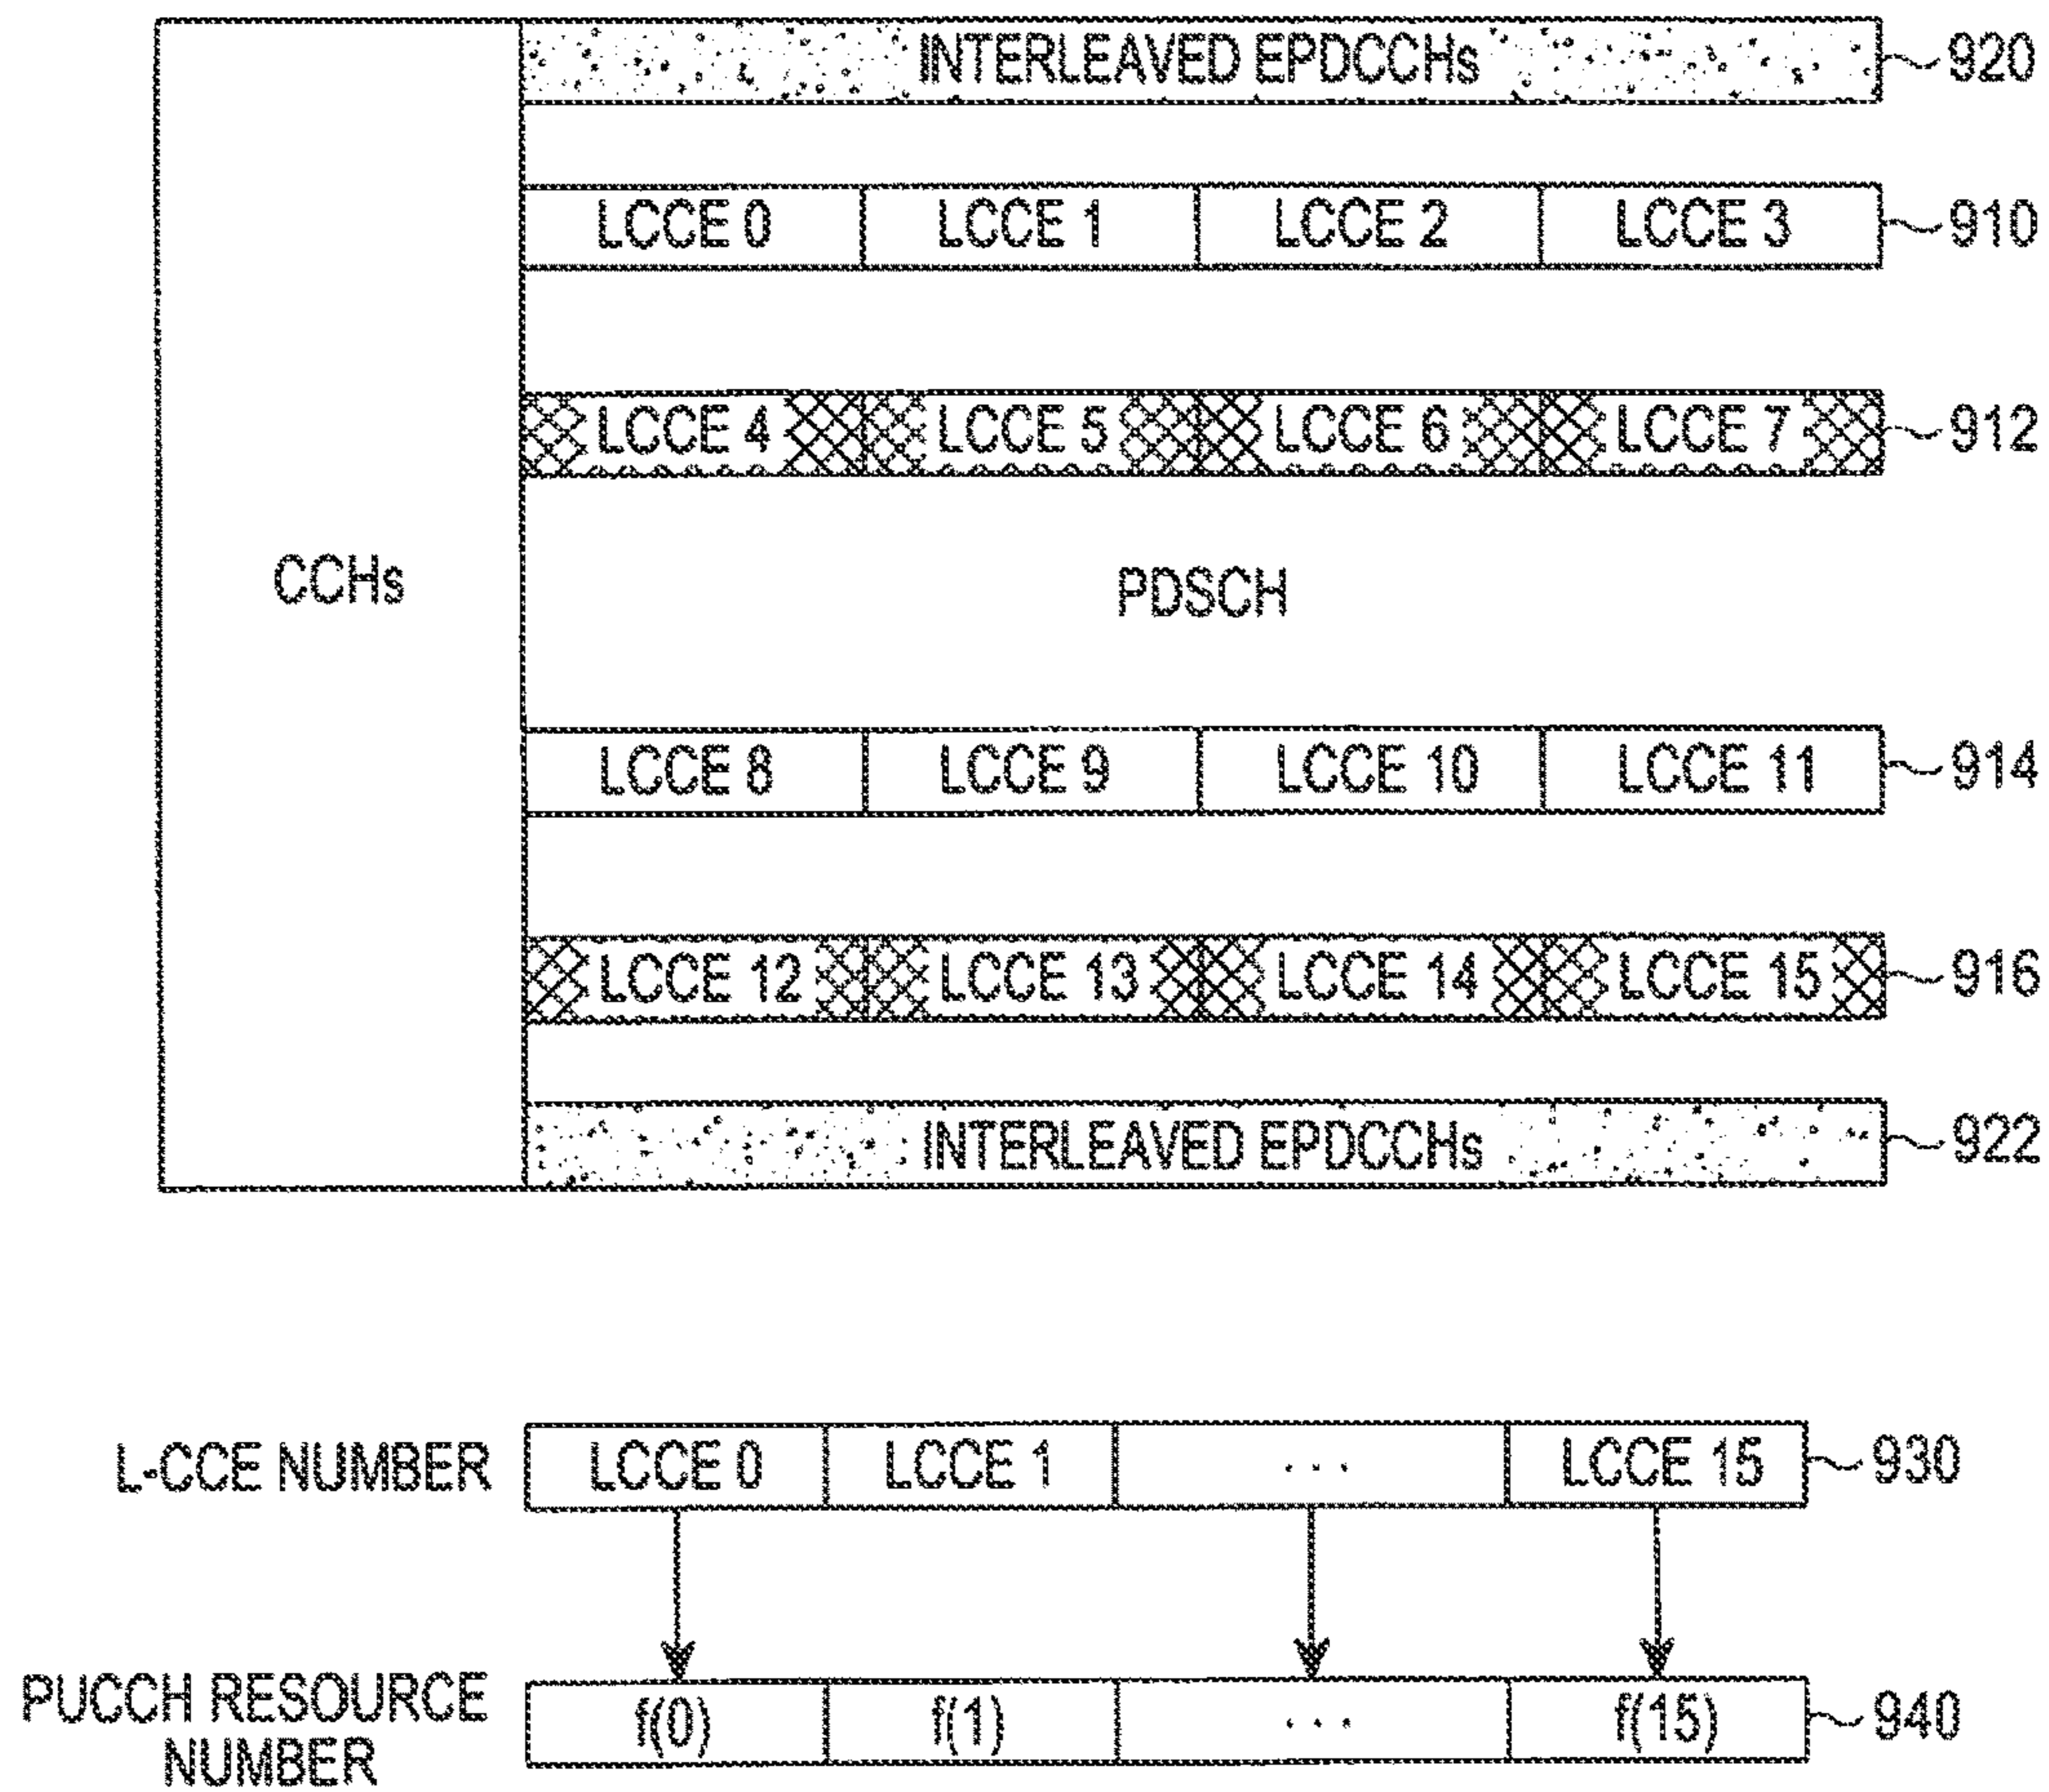 INTERLEAVED EPDCCHs 920
LCCE 0 LCCE 1 LCCE 2 LCCE 3 910
LCCE 4 LCCE 5 LCCE 6 LCCE 7 912
CCHs PDSCH
LCCE 8 LCCE 9 LCCE 10 LCCE 11 914
LCCE 12 LCCE 13 LCCE 14 LCCE 15 916
INTERLEAVED EPDCCHs 922
L-CCE NUMBER LCCE 0 LCCE 1 ... LCCE 15 930
PUCCH RESOURCE
NUMBER
f(0) f(1) ... f(15) 940